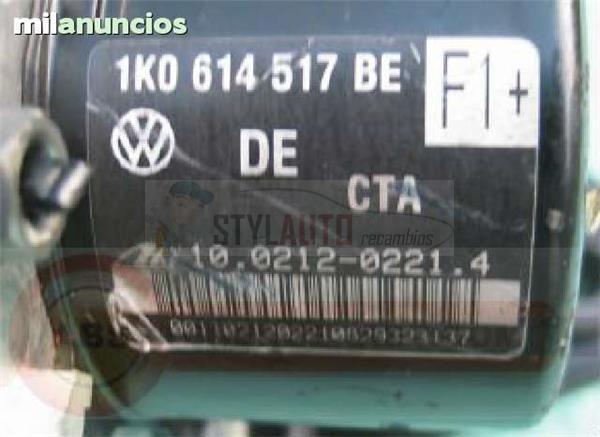 milanuncios
1K0 614 517 BE
F1+
DE
CTA
STYLAUTO
recambios
10.0212-0221.4